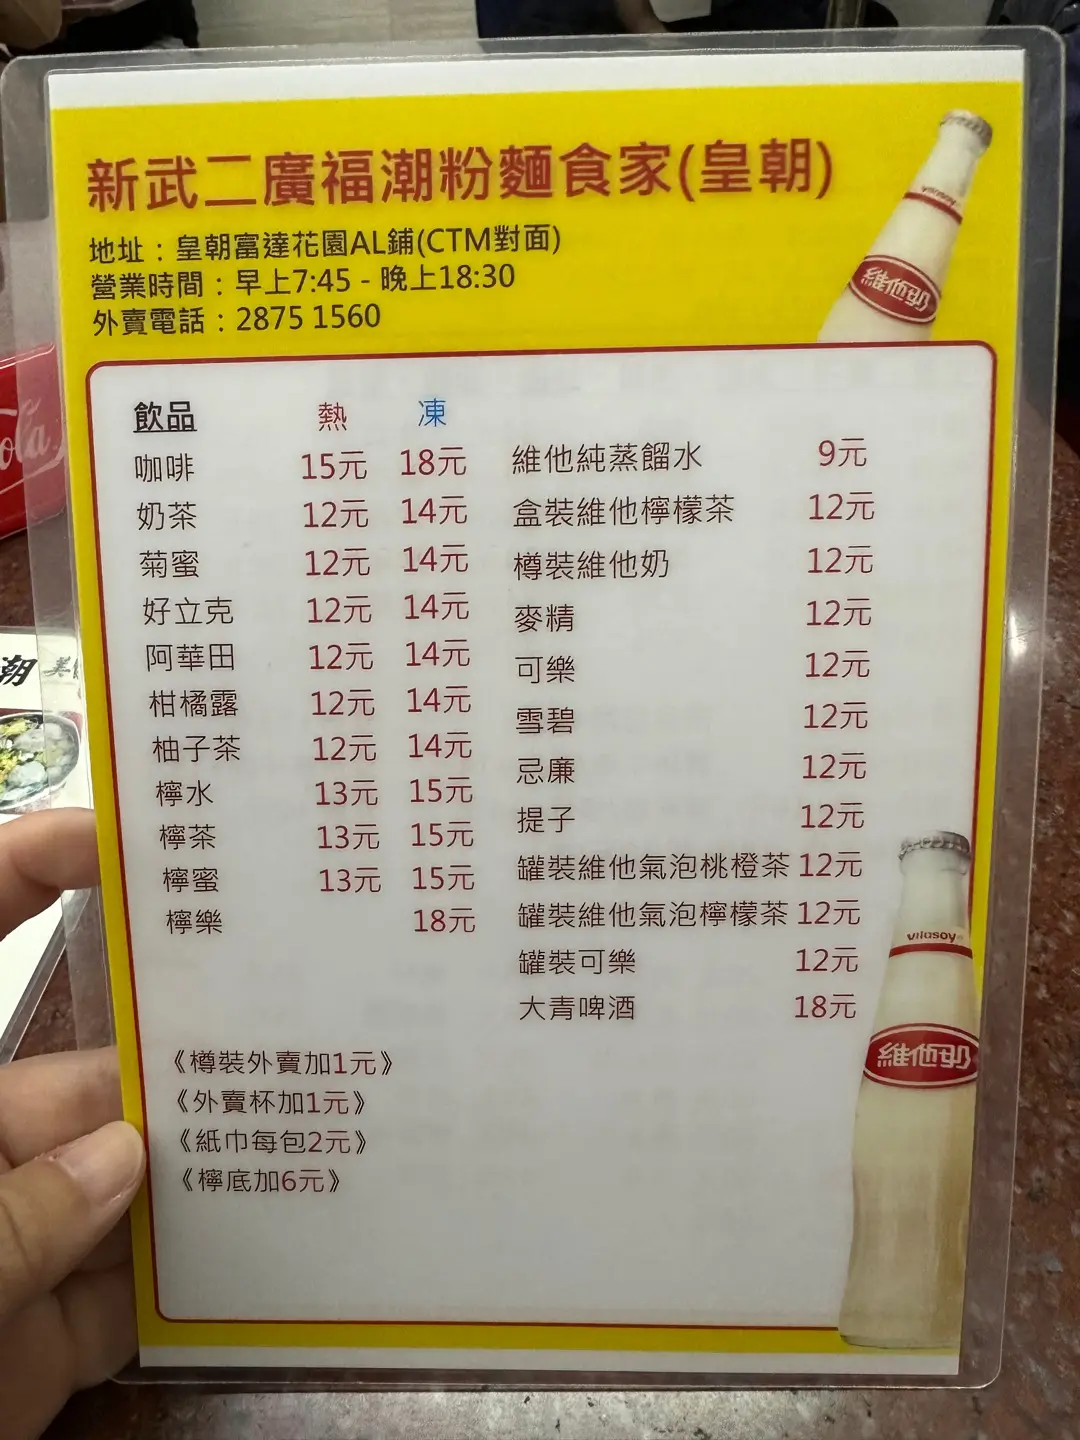 新武二廣福潮粉麵食家(皇朝)
地址：皇朝富達花園AL鋪(CTM對面)
營業時間：早上7:45 - 晚上18:30
外賣電話：2875 1560
vitasoy
維他奶
飲品 熱 凍
咖啡 15元 18元
奶茶 12元 14元
菊蜜 12元 14元
好立克 12元 14元
阿華田 12元 14元
柑橘露 12元 14元
柚子茶 12元 14元
檸水 13元 15元
檸茶 13元 15元
檸蜜 13元 15元
檸樂 18元
維他純蒸餾水 9元
盒裝維他檸檬茶 12元
樽裝維他奶 12元
麥精 12元
可樂 12元
雪碧 12元
忌廉 12元
提子 12元
罐裝維他氣泡桃橙茶 12元
罐裝維他氣泡檸檬茶 12元
罐裝可樂 12元
大青啤酒 18元
《樽裝外賣加1元》
《外賣杯加1元》
《紙巾每包2元》
《檸底加6元》
vitasoy
維他奶
潮